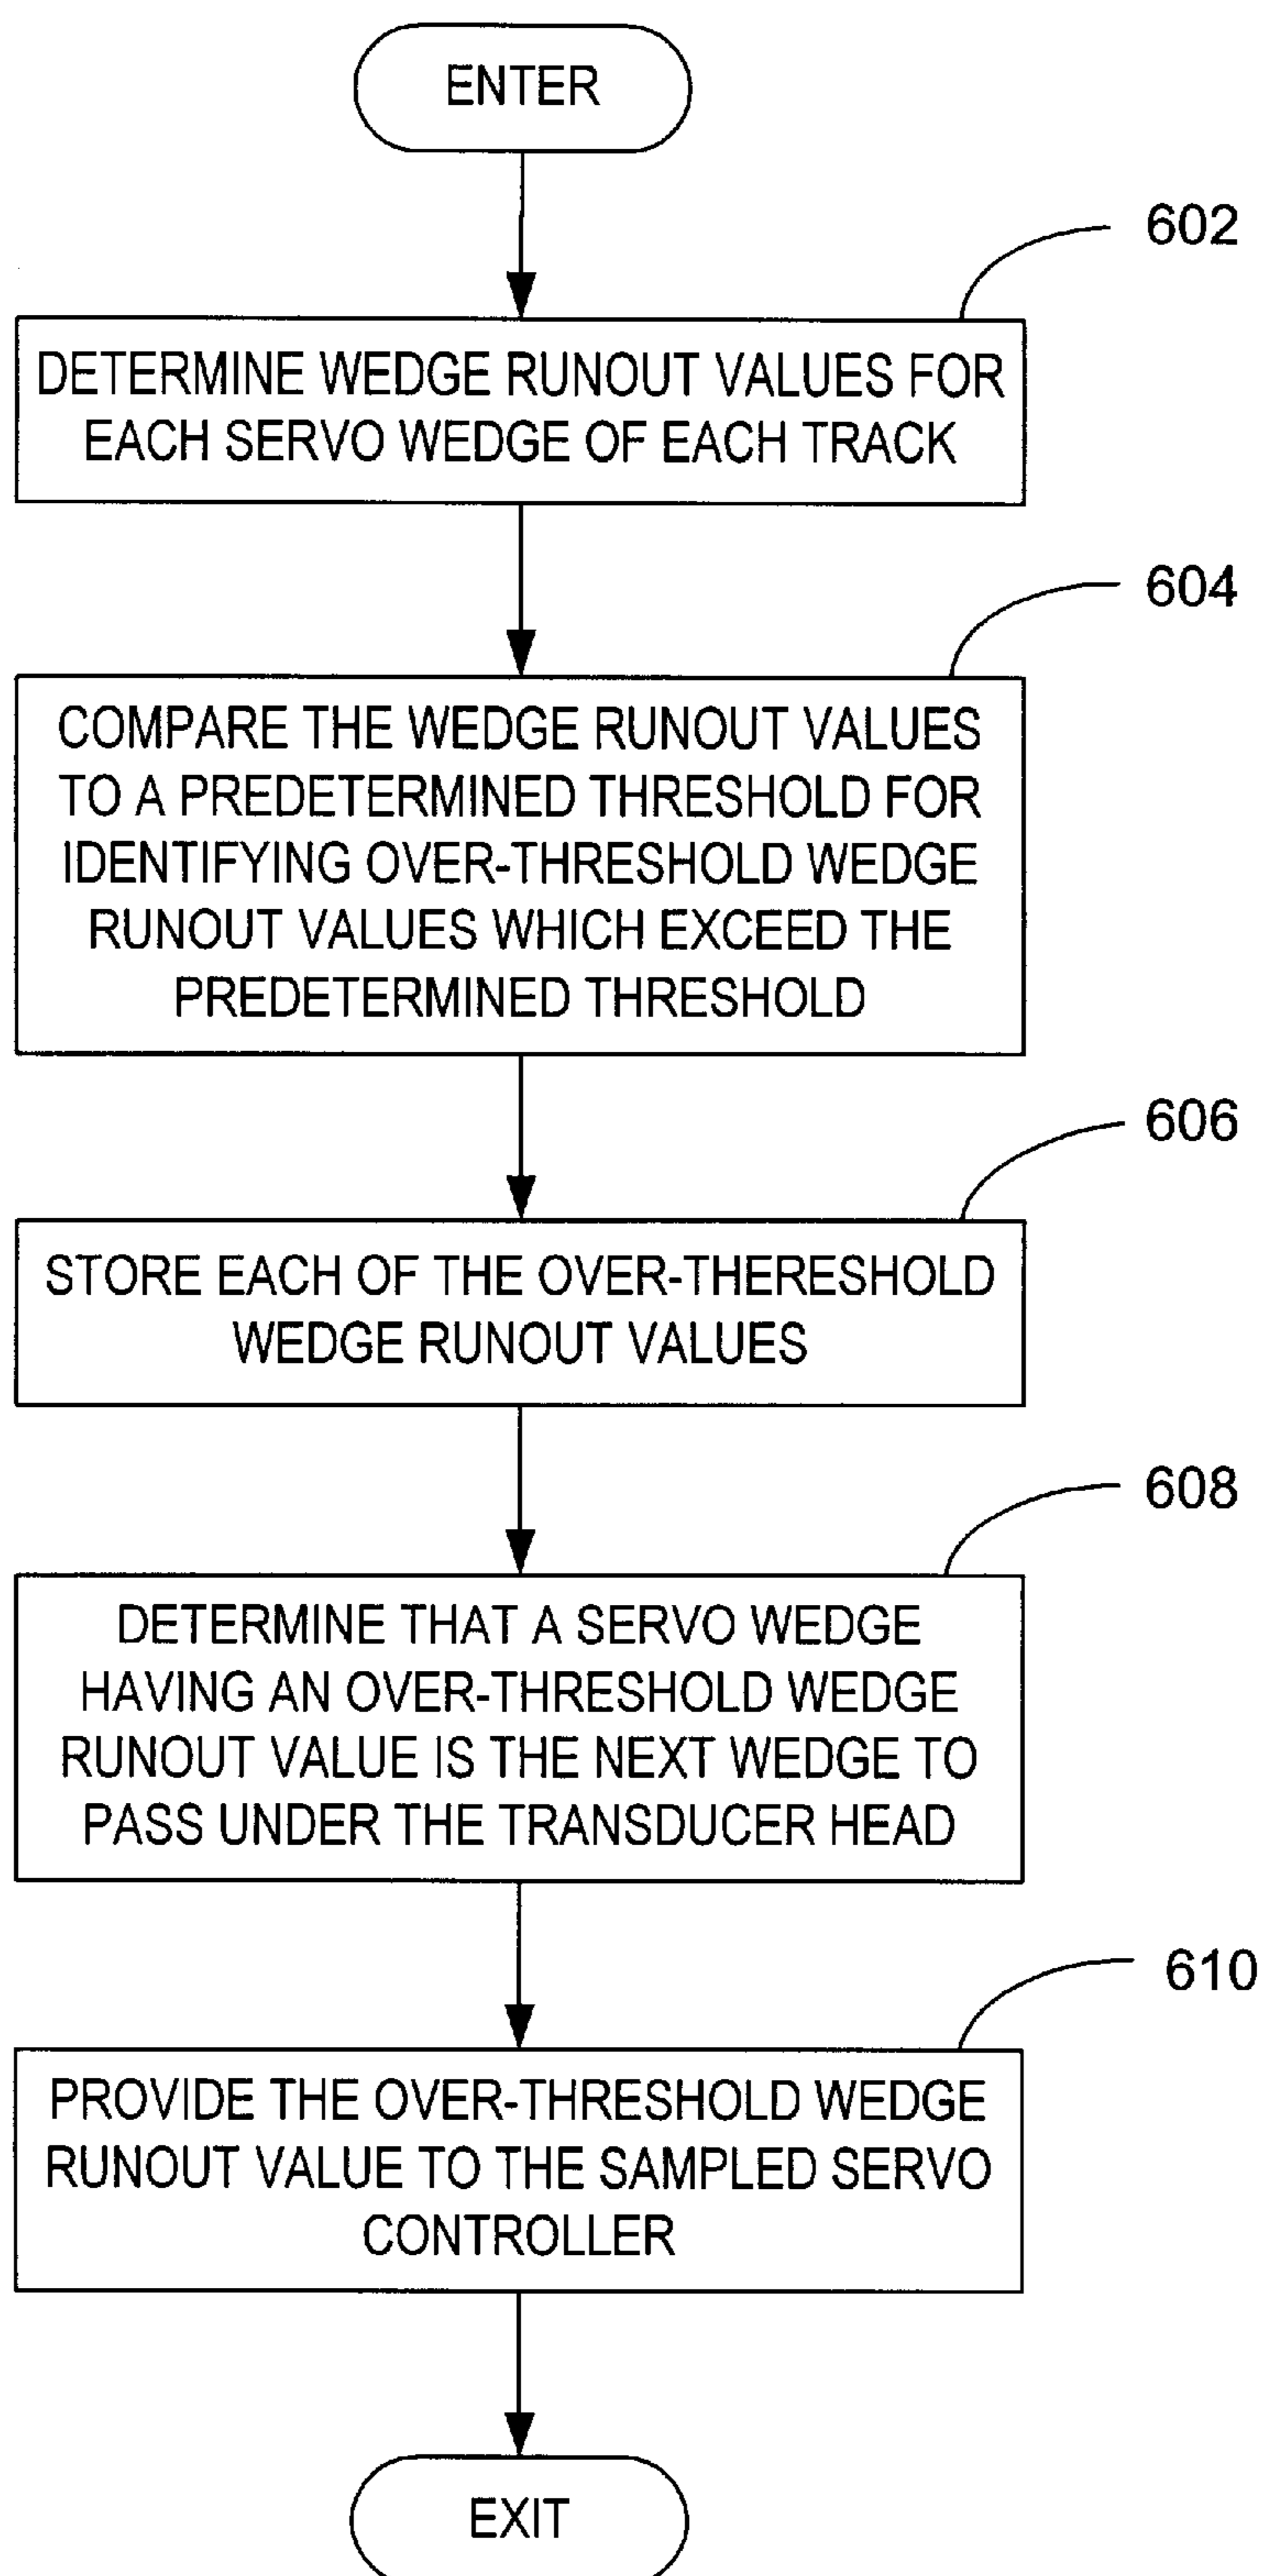 ENTER
602
DETERMINE WEDGE RUNOUT VALUES FOR
EACH SERVO WEDGE OF EACH TRACK
604
COMPARE THE WEDGE RUNOUT VALUES
TO A PREDETERMINED THRESHOLD FOR
IDENTIFYING OVER-THRESHOLD WEDGE
RUNOUT VALUES WHICH EXCEED THE
PREDETERMINED THRESHOLD
606
STORE EACH OF THE OVER-THERESHOLD
WEDGE RUNOUT VALUES
608
DETERMINE THAT A SERVO WEDGE
HAVING AN OVER-THRESHOLD WEDGE
RUNOUT VALUE IS THE NEXT WEDGE TO
PASS UNDER THE TRANSDUCER HEAD
610
PROVIDE THE OVER-THRESHOLD WEDGE
RUNOUT VALUE TO THE SAMPLED SERVO
CONTROLLER
EXIT